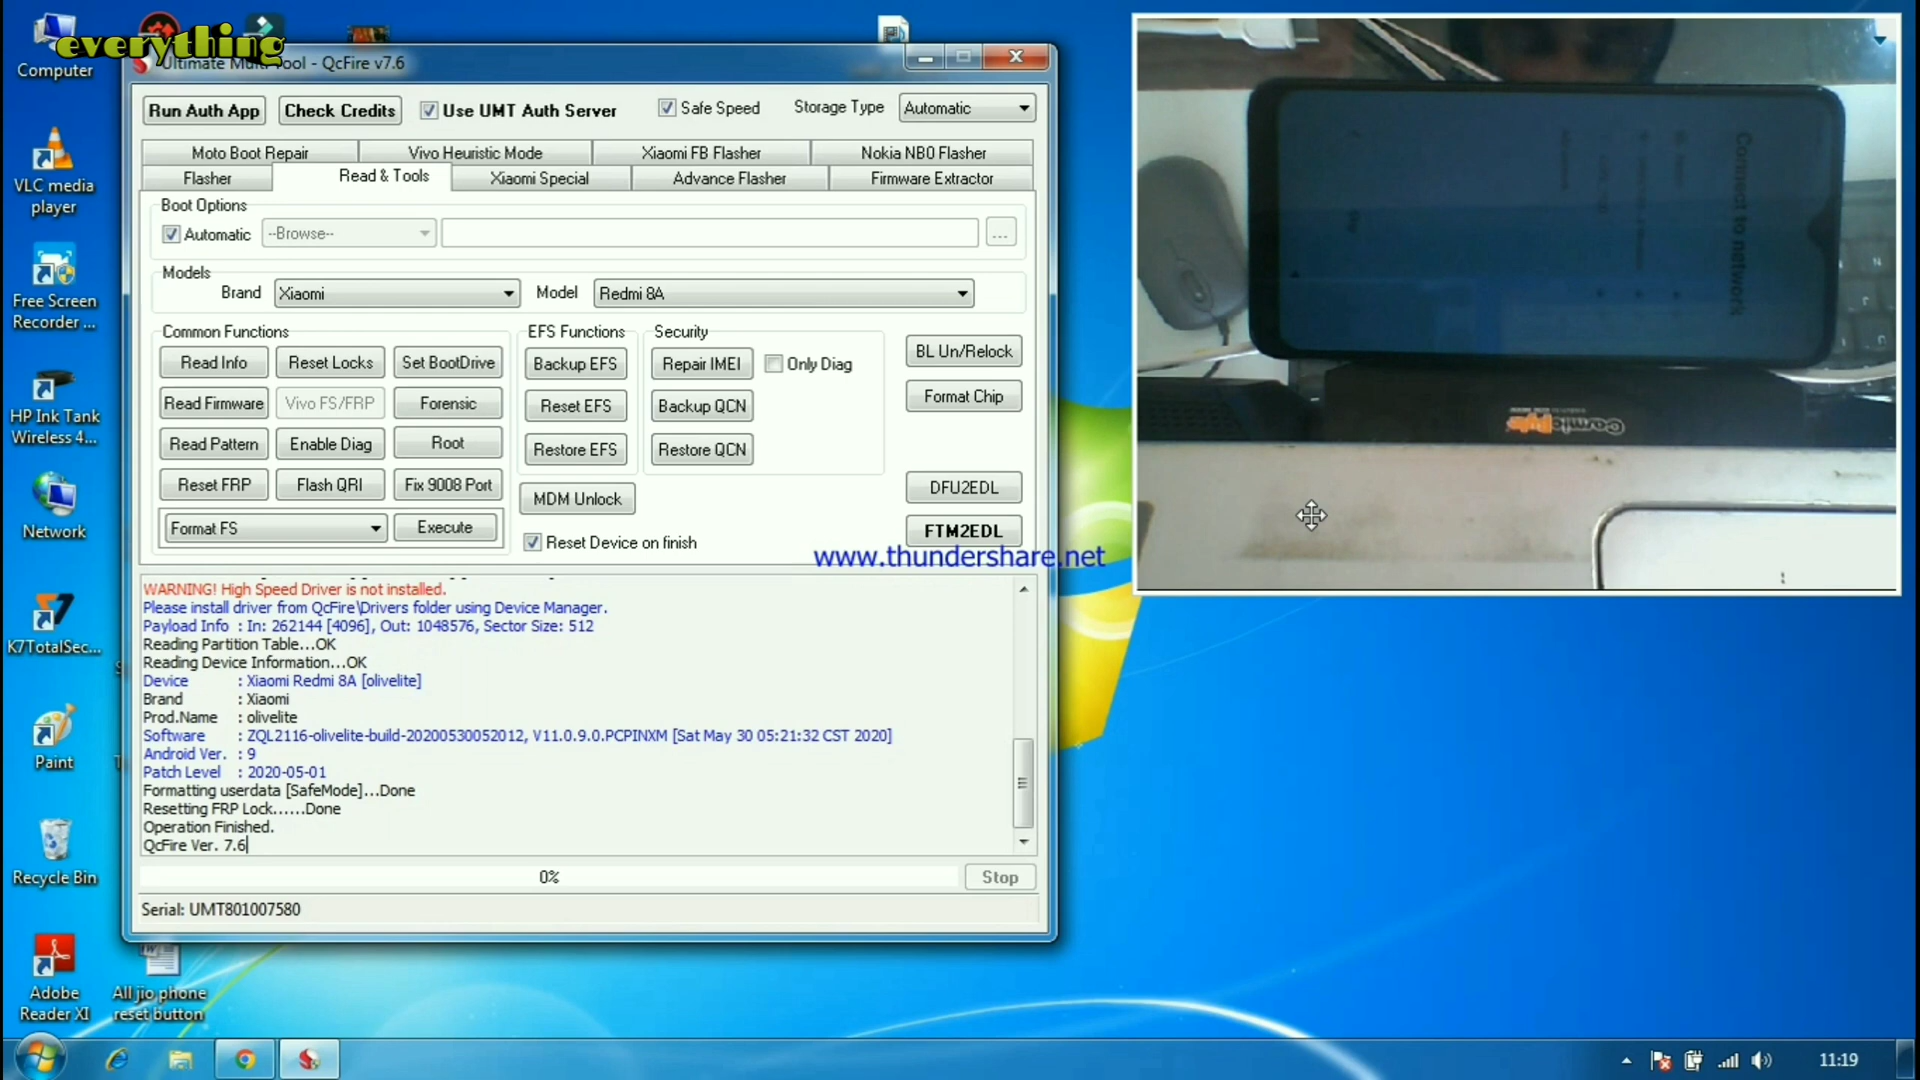 everything
Computer
VLC media
player
Free Screen
Recorder ...
HP Ink Tank
Wireless 4...
Network
K7TotalSec...
Paint
Recycle Bin
Adobe
Reader XI
All jio phone
reset button
Ultimate Multi Tool - QcFire v7.6
Run Auth App
Check Credits
Use UMT Auth Server
Safe Speed
Storage Type
Automatic
Moto Boot Repair
Vivo Heuristic Mode
Xiaomi FB Flasher
Nokia NB0 Flasher
Flasher
Read & Tools
Xiaomi Special
Advance Flasher
Firmware Extractor
Boot Options
Automatic
--Browse--
...
Models
Brand
Xiaomi
Model
Redmi 8A
Common Functions
Read Info
Reset Locks
Set BootDrive
Read Firmware
Vivo FS/FRP
Forensic
Read Pattern
Enable Diag
Root
Reset FRP
Flash QRI
Fix 9008 Port
Format FS
Execute
EFS Functions
Backup EFS
Reset EFS
Restore EFS
MDM Unlock
Reset Device on finish
Security
Repair IMEI
Only Diag
Backup QCN
Restore QCN
BL Un/Relock
Format Chip
DFU2EDL
FTM2EDL
www.thundershare.net
WARNING! High Speed Driver is not installed.
Please install driver from QcFire\Drivers folder using Device Manager.
Payload Info : In: 262144 [4096], Out: 1048576, Sector Size: 512
Reading Partition Table...OK
Reading Device Information...OK
Device : Xiaomi Redmi 8A [olivelite]
Brand : Xiaomi
Prod.Name : olivelite
Software : ZQL2116-olivelite-build-20200530052012, V11.0.9.0.PCPINXM [Sat May 30 05:21:32 CST 2020]
Android Ver. : 9
Patch Level : 2020-05-01
Formatting userdata [SafeMode]...Done
Resetting FRP Lock......Done
Operation Finished.
QcFire Ver. 7.6
0%
Stop
Serial: UMT801007580
Connect to network
11:19